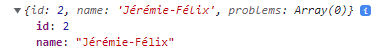 ▼ {id: 2, name: 'Jérémie-Félix', problems: Array(0)} i
id: 2
name: "Jérémie-Félix"